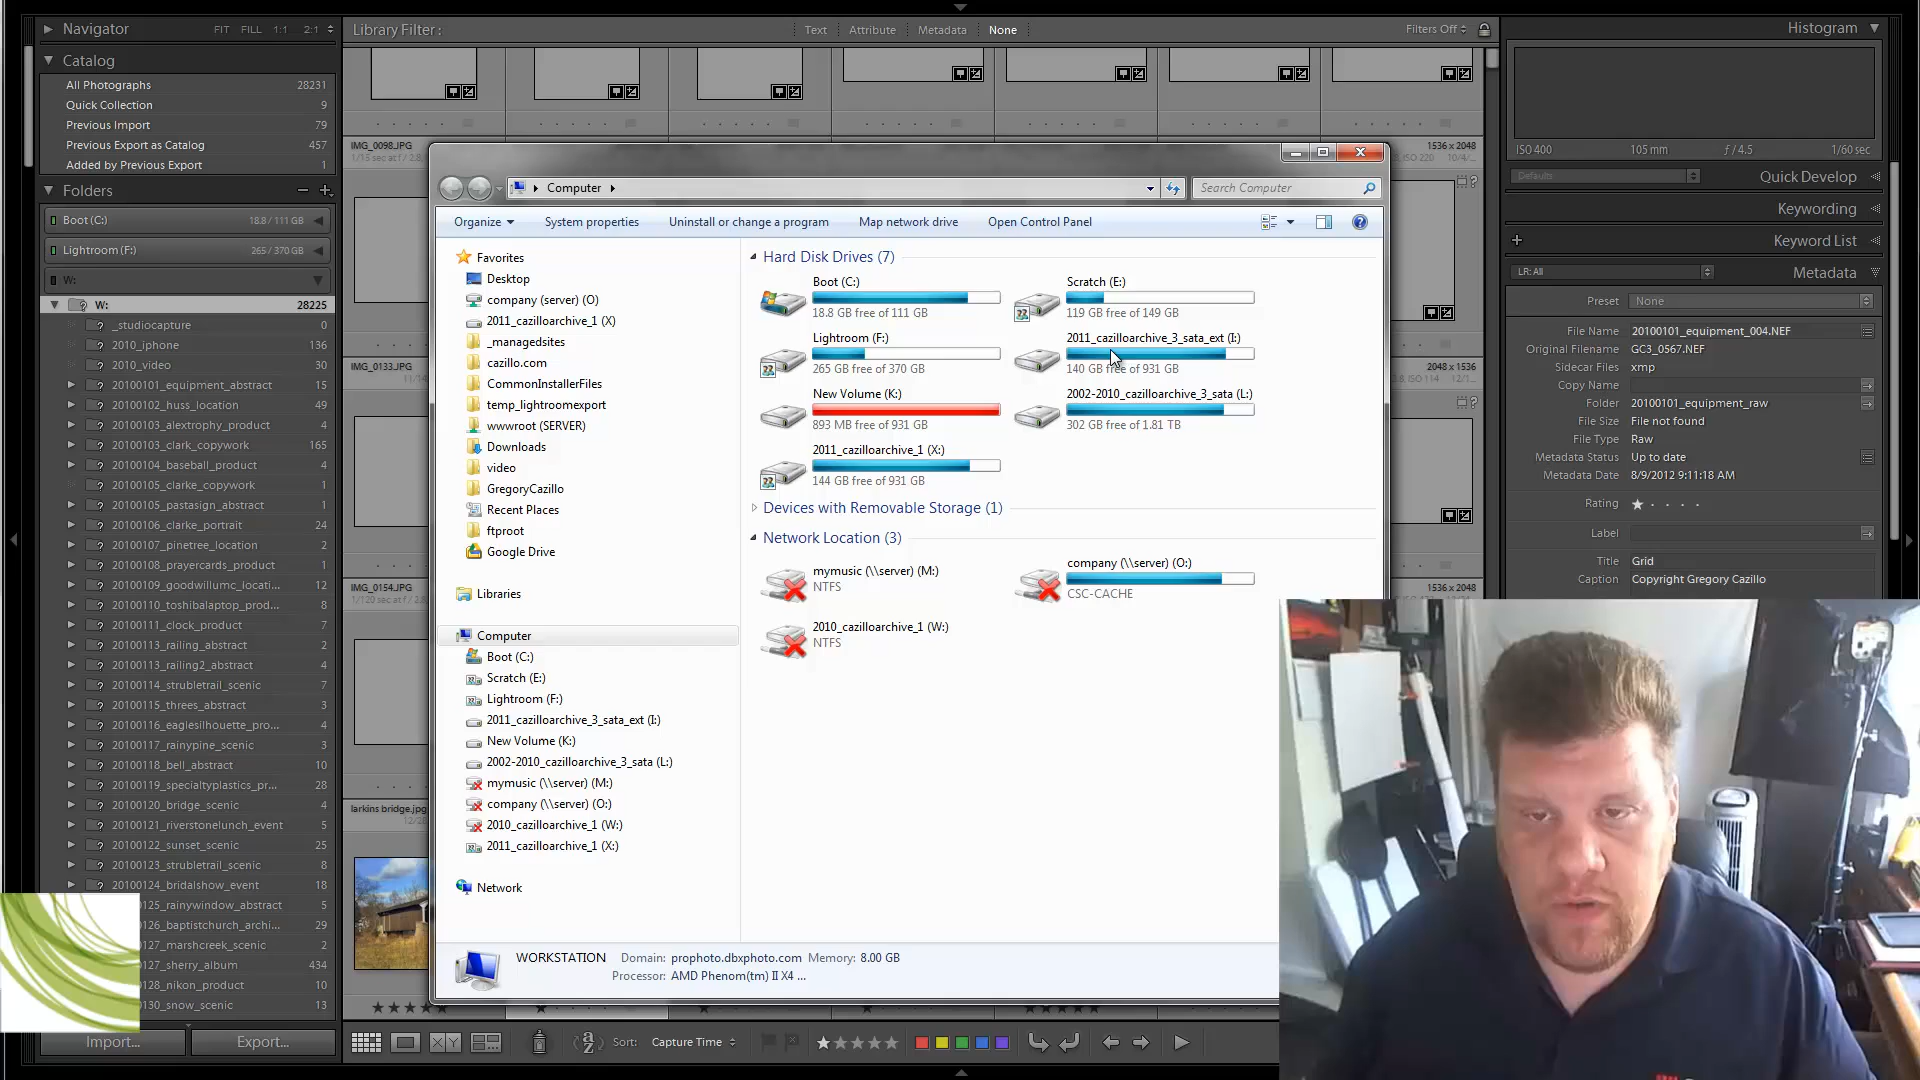 Navigator FIT FILL 1:1 2:1
Catalog
All Photographs 28231
Quick Collection 9
Previous Import 79
Previous Export as Catalog 457
Added by Previous Export 1
Folders
Boot (C:) 18.8 / 111 GB
Lightroom (F:) 265 / 370 GB
W:
W: 28225
_studiocapture 0
2010_iphone 136
2010_video 30
20100101_equipment_abstract 15
20100102_huss_location 49
20100103_alextrophy_product 4
20100103_clark_copywork 165
20100104_baseball_product 4
20100105_clarke_copywork 1
20100105_pastasign_abstract 1
20100106_clarke_portrait 24
20100107_pinetree_location 2
20100108_prayercards_product 1
20100109_goodwillumc_locati... 12
20100110_toshibalaptop_prod... 8
20100111_clock_product 7
20100113_railing_abstract 2
20100113_railing2_abstract 4
20100114_strubletrail_scenic 7
20100115_threes_abstract 3
20100116_eaglesilhouette_pro... 4
20100117_rainypine_scenic 3
20100118_bell_abstract 10
20100119_specialtyplastics_pr... 28
20100120_bridge_scenic 4
20100121_riverstonelunch_event 5
20100122_sunset_scenic 25
20100123_strubletrail_scenic 8
20100124_bridalshow_event 18
125_rainywindow_abstract 5
126_baptistchurch_archi... 29
127_marshcreek_scenic 2
127_sherry_album 434
128_nikon_product 4
130_snow_scenic 13
Import... Export...
Library Filter : Text Attribute Metadata None Filters Off
IMG_0098.JPG
1536 x 2048
IMG_0133.JPG
2048 x 1536
IMG_0154.JPG
1536 x 2048
larkins bridge.jpg
Computer
Search Computer
Organize System properties Uninstall or change a program Map network drive Open Control Panel
Favorites
Desktop
company (server) (O)
2011_cazilloarchive_1 (X)
_managedsites
cazillo.com
CommonInstallerFiles
temp_lightroomexport
wwwroot (SERVER)
Downloads
video
GregoryCazillo
Recent Places
ftproot
Google Drive
Libraries
Computer
Boot (C:)
Scratch (E:)
Lightroom (F:)
2011_cazilloarchive_3_sata_ext (I:)
New Volume (K:)
2002-2010_cazilloarchive_3_sata (L:)
mymusic (\\server) (M:)
company (\\server) (O:)
2010_cazilloarchive_1 (W:)
2011_cazilloarchive_1 (X:)
Network
Hard Disk Drives (7)
Boot (C:)
18.8 GB free of 111 GB
Scratch (E:)
119 GB free of 149 GB
Lightroom (F:)
265 GB free of 370 GB
2011_cazilloarchive_3_sata_ext (I:)
140 GB free of 931 GB
New Volume (K:)
893 MB free of 931 GB
2002-2010_cazilloarchive_3_sata (L:)
302 GB free of 1.81 TB
2011_cazilloarchive_1 (X:)
144 GB free of 931 GB
Devices with Removable Storage (1)
Network Location (3)
mymusic (\\server) (M:)
NTFS
company (\\server) (O:)
CSC-CACHE
2010_cazilloarchive_1 (W:)
NTFS
WORKSTATION Domain: prophoto.dbxphoto.com Memory: 8.00 GB
Processor: AMD Phenom(tm) II X4 ...
Sort: Capture Time
Histogram
ISO 400 105 mm ƒ / 4.5 1/60 sec
Defaults Quick Develop
Keywording
Keyword List
LR: All Metadata
Preset None
File Name 20100101_equipment_004.NEF
Original Filename GC3_0567.NEF
Sidecar Files xmp
Copy Name
Folder 20100101_equipment_raw
File Size File not found
File Type Raw
Metadata Status Up to date
Metadata Date 8/9/2012 9:11:18 AM
Rating
Label
Title Grid
Caption Copyright Gregory Cazillo